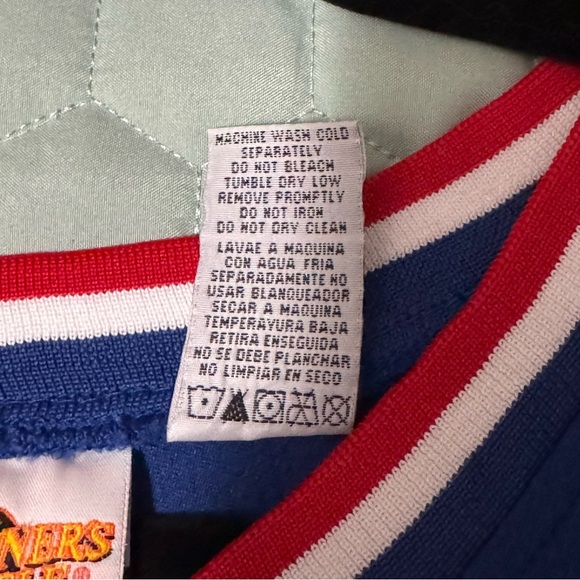 MACHINE WASH COLD
SEPARATELY
DO NOT BLEACH
TUMBLE DRY LOW
REMOVE PROMPTLY
DO NOT IRON
DO NOT DRY CLEAN
LAVAE A MAQUINA
CON AGUA FRIA
SEPARADAMENTE NO
USAR BLANQUEADOR
SECAR A MAQUINA
TEMPERAYURA BAJA
RETIRA ENSEGUIDA
NO SE DEBE PLANCHAR
NO LIMPIAR EN SECO
NERS